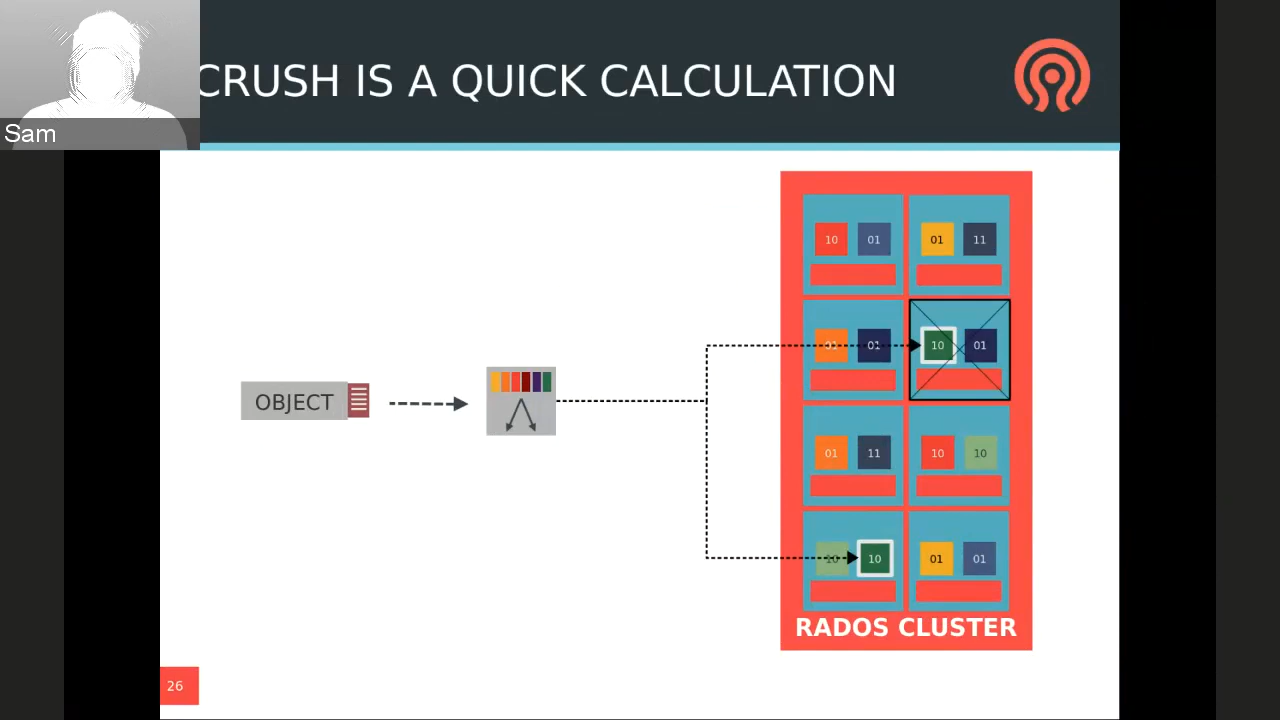 CRUSH IS A QUICK CALCULATION
Sam
10 01 01 11
01 01 10 01
OBJECT
01 11 10 10
10 10 01 01
RADOS CLUSTER
26